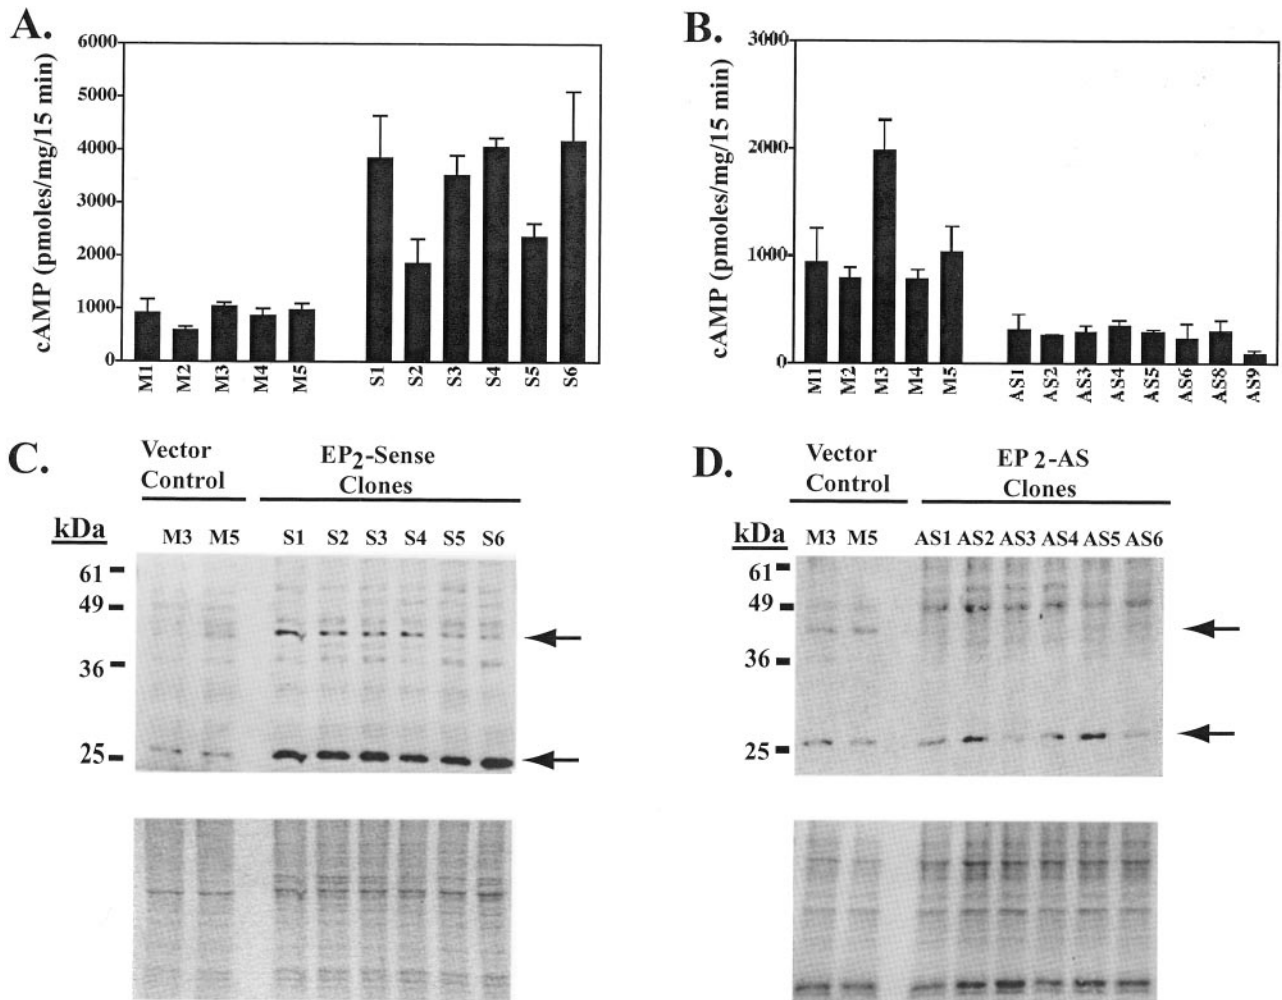 A.
cAMP (pmoles/mg/15 min)
6000
5000
4000
3000
2000
1000
0
M1 M2 M3 M4 M5 S1 S2 S3 S4 S5 S6
B.
cAMP (pmoles/mg/15 min)
3000
2000
1000
0
M1 M2 M3 M4 M5 AS1 AS2 AS3 AS4 AS5 AS6 AS8 AS9
C.
Vector
Control
EP2-Sense
Clones
kDa
M3 M5 S1 S2 S3 S4 S5 S6
61
49
36
25
D.
Vector
Control
EP 2-AS
Clones
kDa
M3 M5 AS1 AS2 AS3 AS4 AS5 AS6
61
49
36
25